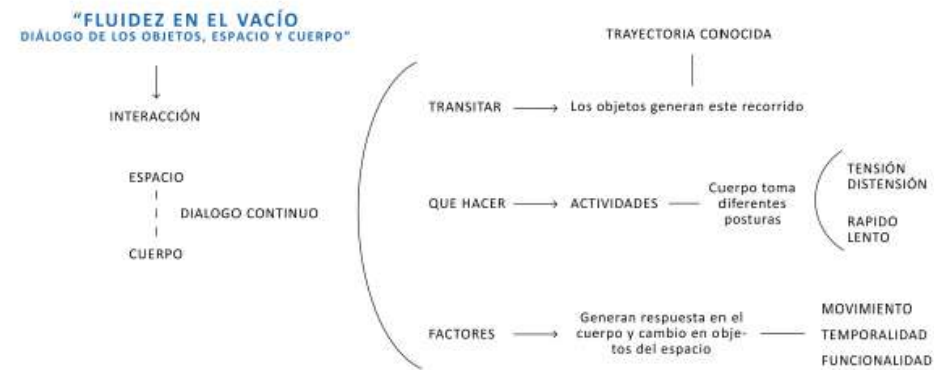 "FLUIDEZ EN EL VACÍO
DIÁLOGO DE LOS OBJETOS, ESPACIO Y CUERPO"
INTERACCIÓN
ESPACIO
DIALOGO CONTINUO
CUERPO
TRAYECTORIA CONOCIDA
TRANSITAR
Los objetos generan este recorrido
QUE HACER
ACTIVIDADES
Cuerpo toma
diferentes
posturas
TENSIÓN
DISTENSIÓN
RAPIDO
LENTO
FACTORES
Generan respuesta en el
cuerpo y cambio en obje-
tos del espacio
MOVIMIENTO
TEMPORALIDAD
FUNCIONALIDAD